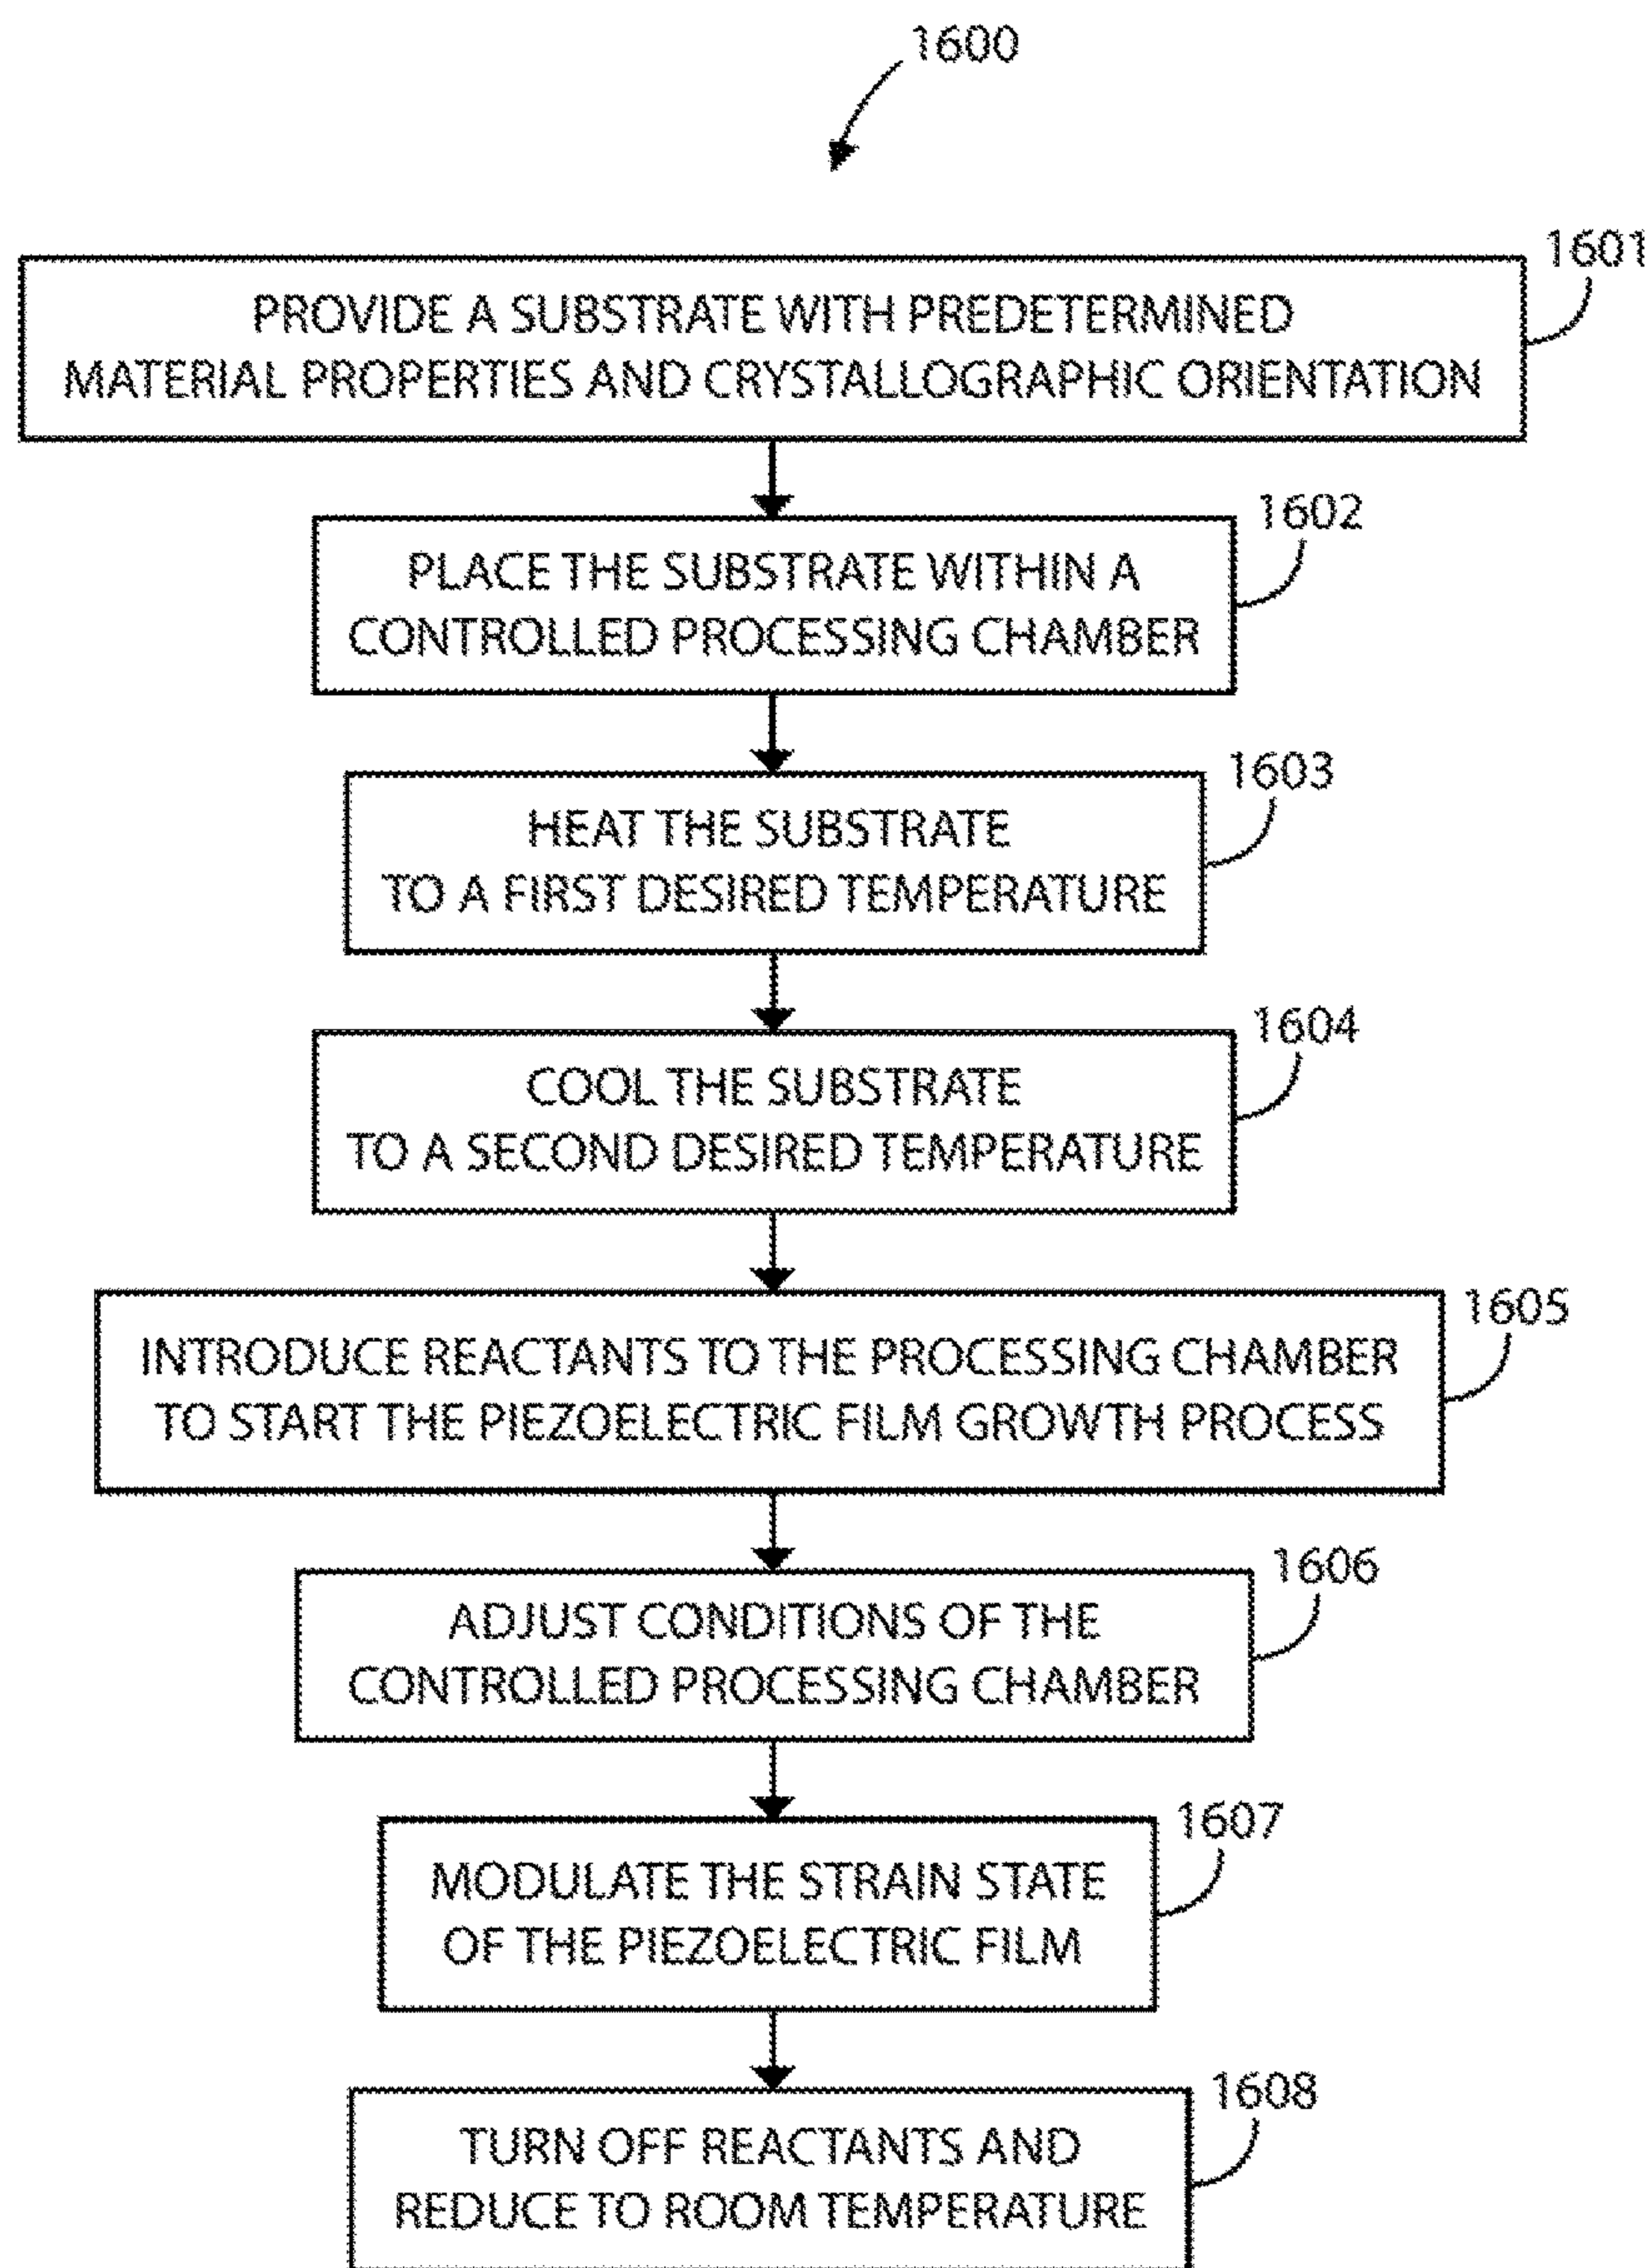 1600
1601
PROVIDE A SUBSTRATE WITH PREDETERMINED
MATERIAL PROPERTIES AND CRYSTALLOGRAPHIC ORIENTATION
1602
PLACE THE SUBSTRATE WITHIN A
CONTROLLED PROCESSING CHAMBER
1603
HEAT THE SUBSTRATE
TO A FIRST DESIRED TEMPERATURE
1604
COOL THE SUBSTRATE
TO A SECOND DESIRED TEMPERATURE
1605
INTRODUCE REACTANTS TO THE PROCESSING CHAMBER
TO START THE PIEZOELECTRIC FILM GROWTH PROCESS
1606
ADJUST CONDITIONS OF THE
CONTROLLED PROCESSING CHAMBER
1607
MODULATE THE STRAIN STATE
OF THE PIEZOELECTRIC FILM
1608
TURN OFF REACTANTS AND
REDUCE TO ROOM TEMPERATURE